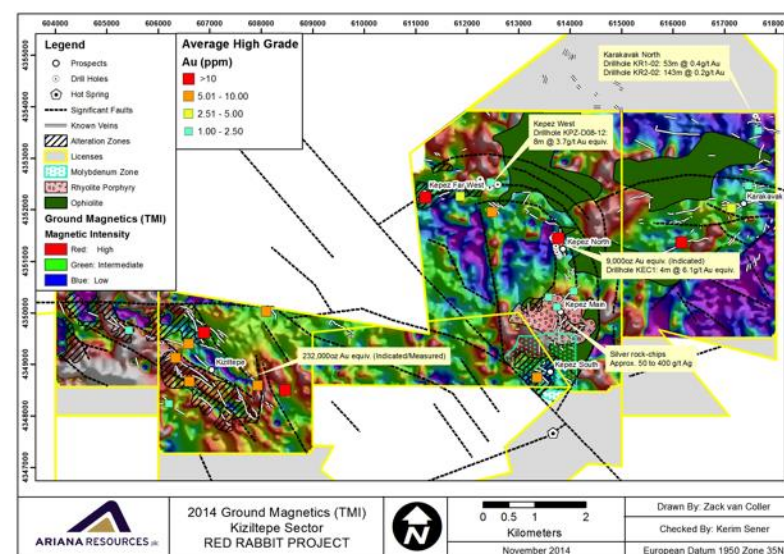 604000 605000 606000 607000 608000 609000 610000 611000 612000 613000 614000 615000 616000 617000 618000
4355000
4354000
4353000
4352000
4351000
4350000
4349000
4348000
4347000
Legend
Prospects
Drill Holes
Hot Spring
Significant Faults
Known Veins
Alteration Zones
Licenses
Molybdenum Zone
Rhyolite Porphyry
Ophiolite
Ground Magnetics (TMI)
Magnetic Intensity
Red: High
Green: Intermediate
Blue: Low
Average High Grade
Au (ppm)
>10
5.01 - 10.00
2.51 - 5.00
1.00 - 2.50
Karakavak North
Drillhole KR1-02: 53m @ 0.4g/t Au
Drillhole KR2-02: 143m @ 0.2g/t Au
Kepez West
Drillhole KPZ-D08-12:
8m @ 3.7g/t Au equiv.
Kepez Far West
Karakavak
Kepez North
9,000oz Au equiv. (Indicated)
Drillhole KEC1: 4m @ 6.1g/t Au equiv.
Kepez Main
Silver rock-chips
Approx. 50 to 400 g/t Ag
Kepez South
Kiziltepe
232,000oz Au equiv. (Indicated/Measured)
ARIANA RESOURCES plc
2014 Ground Magnetics (TMI)
Kiziltepe Sector
RED RABBIT PROJECT
N
0 0.5 1 2
Kilometers
November 2014
Drawn By: Zack van Coller
Checked By: Kerim Sener
European Datum 1950 Zone